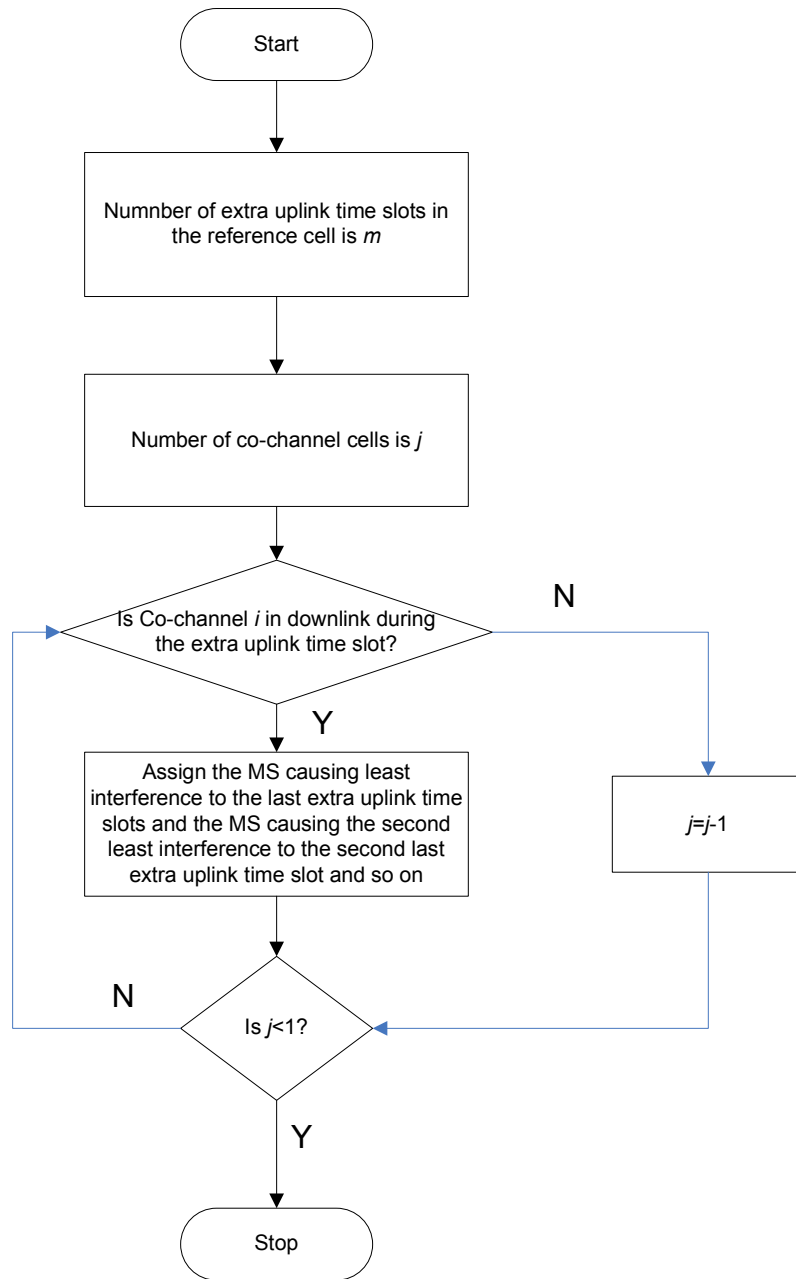 Start
Numnber of extra uplink time slots in
the reference cell is m
Number of co-channel cells is j
Is Co-channel i in downlink during
the extra uplink time slot?
N
Y
Assign the MS causing least
interference to the last extra uplink time
slots and the MS causing the second
least interference to the second last
extra uplink time slot and so on
j=j-1
N
Is j<1?
Y
Stop